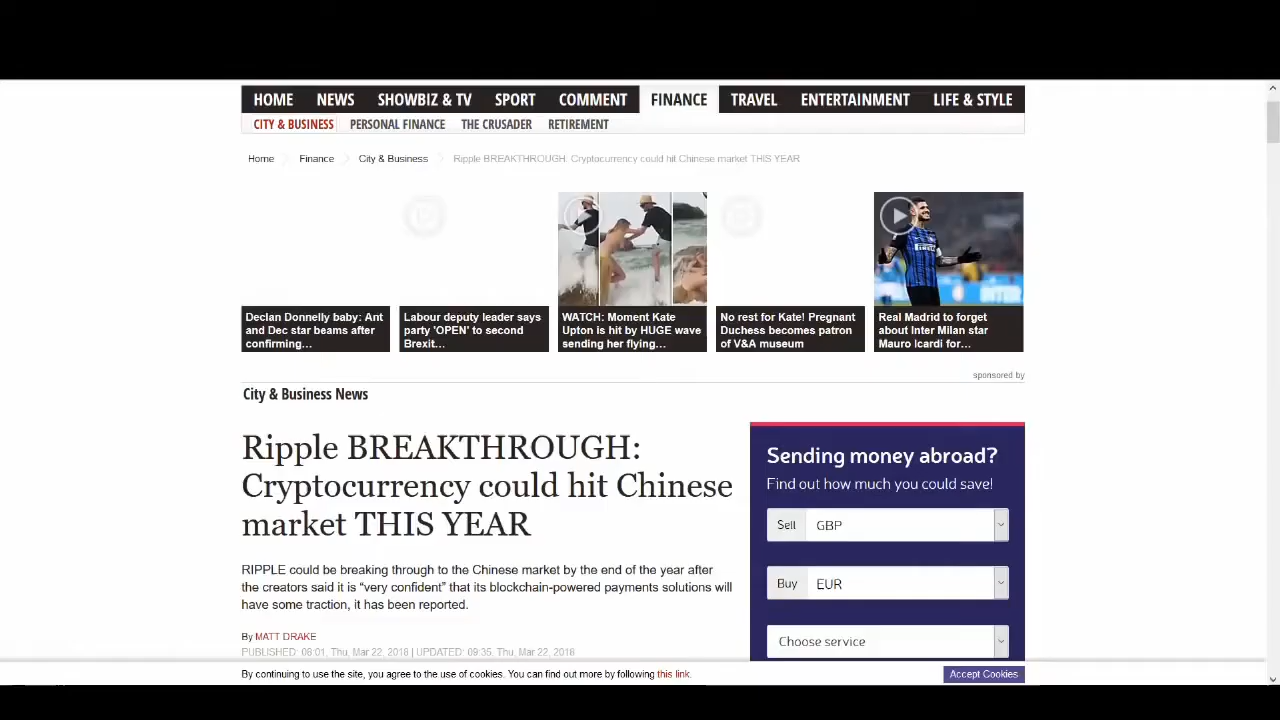 HOME NEWS SHOWBIZ & TV SPORT COMMENT FINANCE TRAVEL ENTERTAINMENT LIFE & STYLE
CITY & BUSINESS PERSONAL FINANCE THE CRUSADER RETIREMENT
Home Finance City & Business Ripple BREAKTHROUGH: Cryptocurrency could hit Chinese market THIS YEAR
Declan Donnelly baby: Ant
and Dec star beams after
confirming...
Labour deputy leader says
party 'OPEN' to second
Brexit...
WATCH: Moment Kate
Upton is hit by HUGE wave
sending her flying...
No rest for Kate! Pregnant
Duchess becomes patron
of V&A museum
Real Madrid to forget
about Inter Milan star
Mauro Icardi for...
sponsored by
City & Business News
Ripple BREAKTHROUGH:
Cryptocurrency could hit Chinese
market THIS YEAR
RIPPLE could be breaking through to the Chinese market by the end of the year after
the creators said it is “very confident” that its blockchain-powered payments solutions will
have some traction, it has been reported.
By MATT DRAKE
PUBLISHED: 08:01, Thu, Mar 22, 2018 | UPDATED: 09:35, Thu, Mar 22, 2018
Sending money abroad?
Find out how much you could save!
Sell GBP
Buy EUR
Choose service
By continuing to use the site, you agree to the use of cookies. You can find out more by following this link.
Accept Cookies